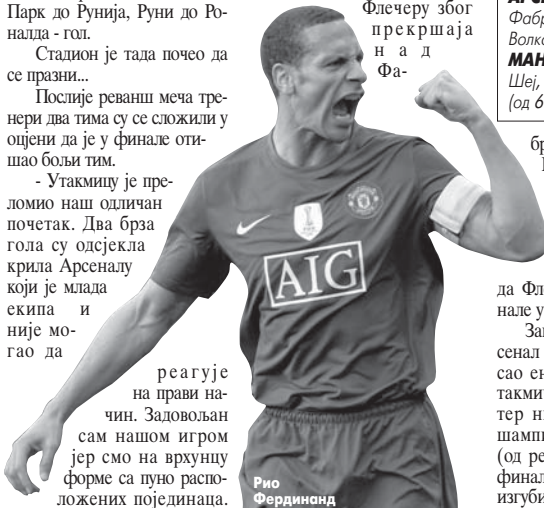 Парк до Рунија, Руни до Ро-
налда - гол.
Стадион је тада почео да
се празни...
Послије реванш меча тре-
нери два тима су се сложили у
оцјени да је у финале оти-
шао бољи тим.
- Утакмицу је пре-
ломио наш одличан
почетак. Два брза
гола су одсјекла
крила Арсеналу
који је млада
екипа и
није мо-
гао да
реагује
на прави на-
чин. Задовољан
сам нашом игром
јер смо на врхунцу
форме са пуно распо-
ложених појединаца.
Флечеру због
прекршаја
над
Фа-
AIG
Рио
Фердинанд
Фабр
Волко
МАН
Шеј,
(од 6
бр
да Фле
нале у
сенал
сао ен
такмич
тер н
шампи
(од ре
финал
изгуби